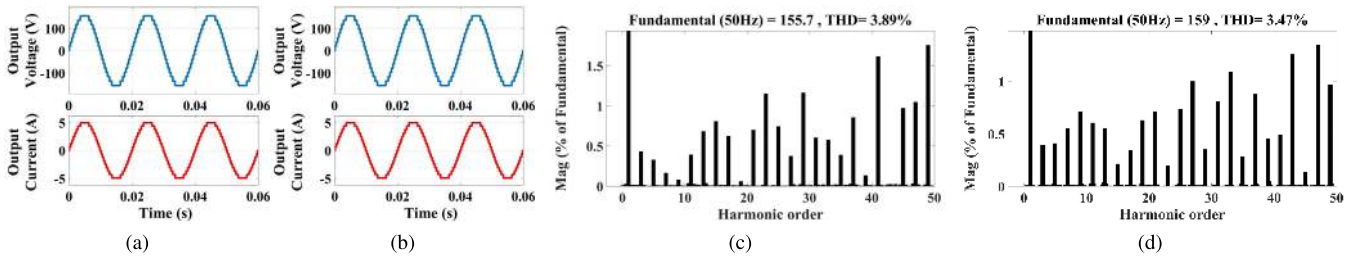 100
0
-100
Output
Voltage (V)
0
0.02
0.04
0.06
5
0
-5
Output
Current (A)
0
0.02
0.04
0.06
Time (s)
(a)
100
0
-100
Output
Voltage (V)
0
0.02
0.04
0.06
5
0
-5
Output
Current (A)
0
0.02
0.04
0.06
Time (s)
(b)
Fundamental (50Hz) = 155.7 , THD= 3.89%
Mag (% of Fundamental)
1.5
1
0.5
0
0
10
20
30
40
50
Harmonic order
(c)
Fundamental (50Hz) = 159 , THD= 3.47%
Mag (% of Fundamental)
1
0.5
0
0
10
20
30
40
50
Harmonic order
(d)